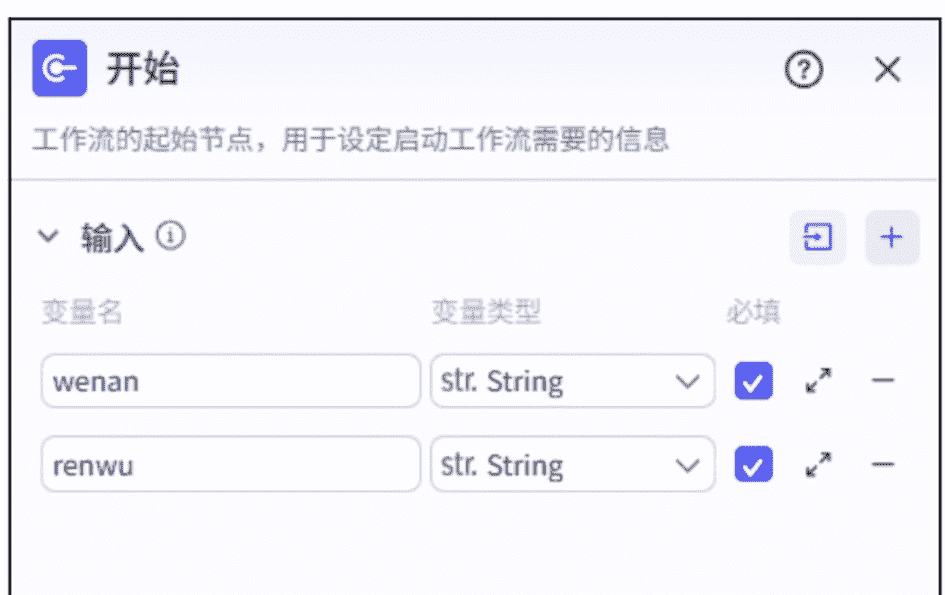 开始
工作流的起始节点，用于设定启动工作流需要的信息
输入
变量名 变量类型 必填
wenan str. String
renwu str. String